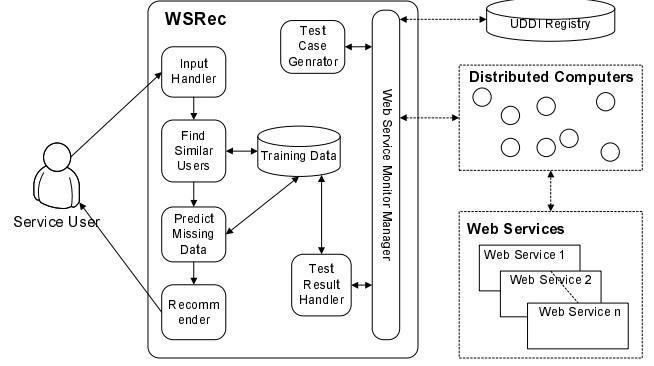 WSRec
Test
Case
Genrator
UDDI Registry
Input
Handler
Distributed Computers
Find
Similar
Users
Training Data
Web Service Monitor Manager
Service User
Predict
Missing
Data
Test
Result
Handler
Recomm
ender
Web Services
Web Service 1
Web Service 2
Web Service n